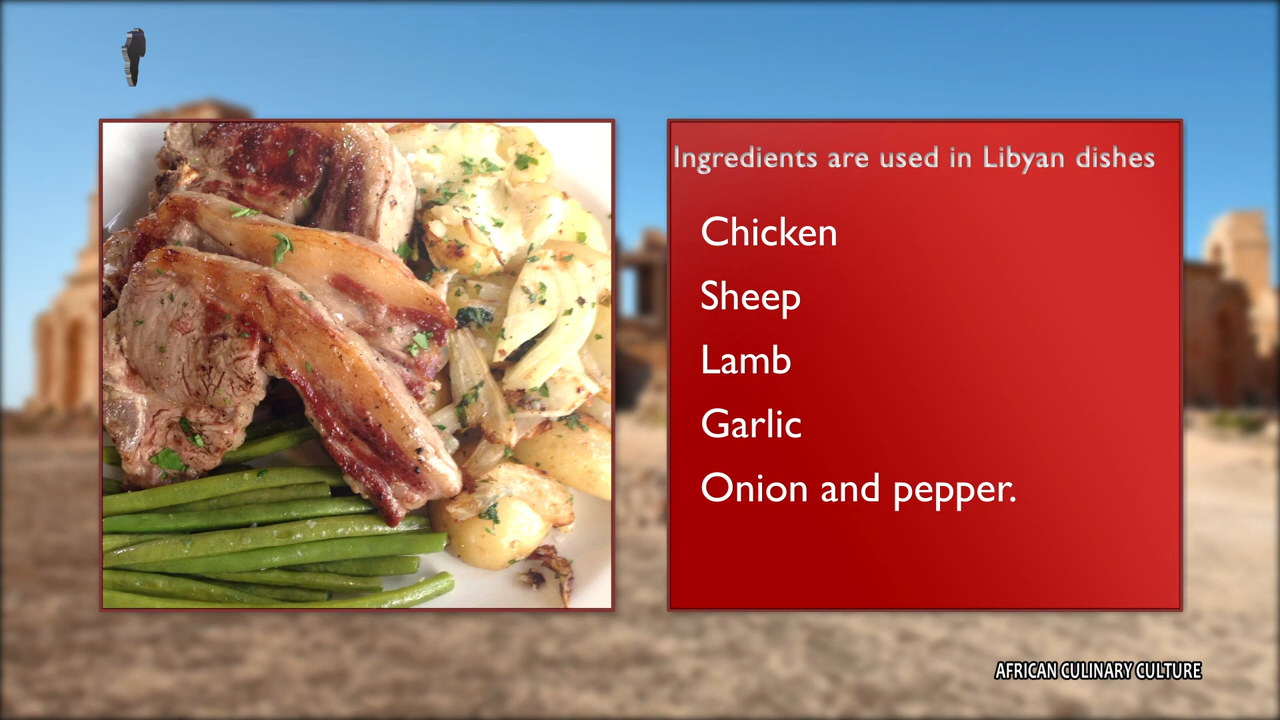 Ingredients are used in Libyan dishes
Chicken
Sheep
Lamb
Garlic
Onion and pepper.
AFRICAN CULINARY CULTURE